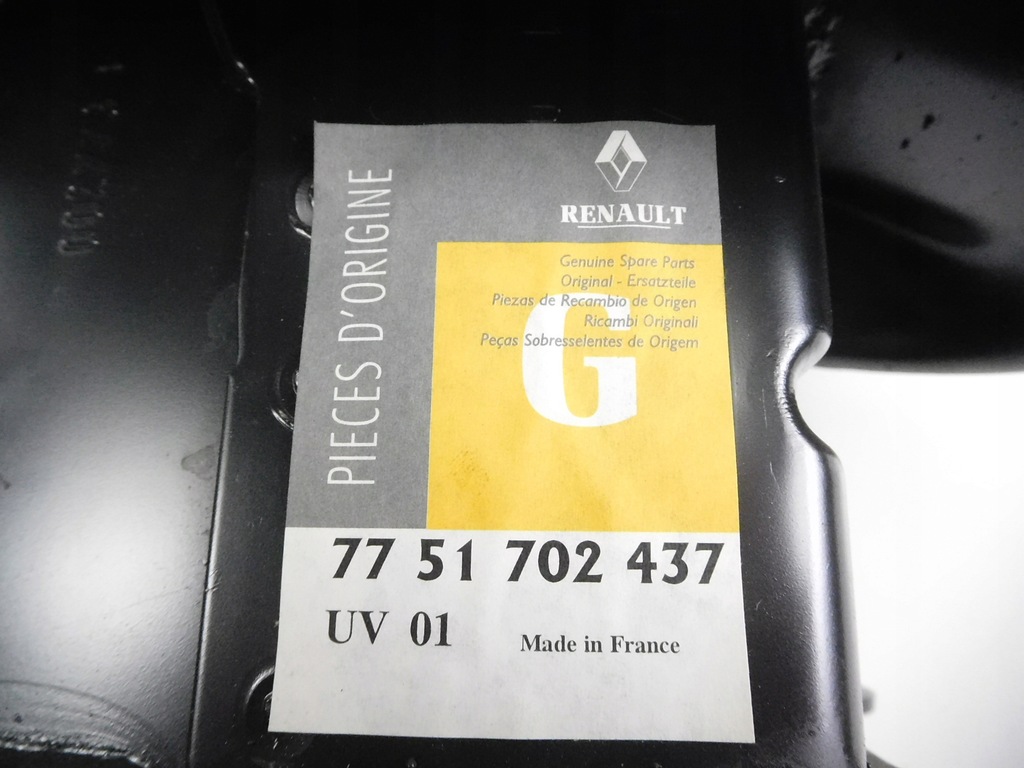 PIECES D'ORIGINE
RENAULT
Genuine Spare Parts
Original - Ersatzteile
Piezas de Recambio de Origen
Ricambi Originali
Peças Sobresselentes de Origem
G
77 51 702 437
UV 01
Made in France